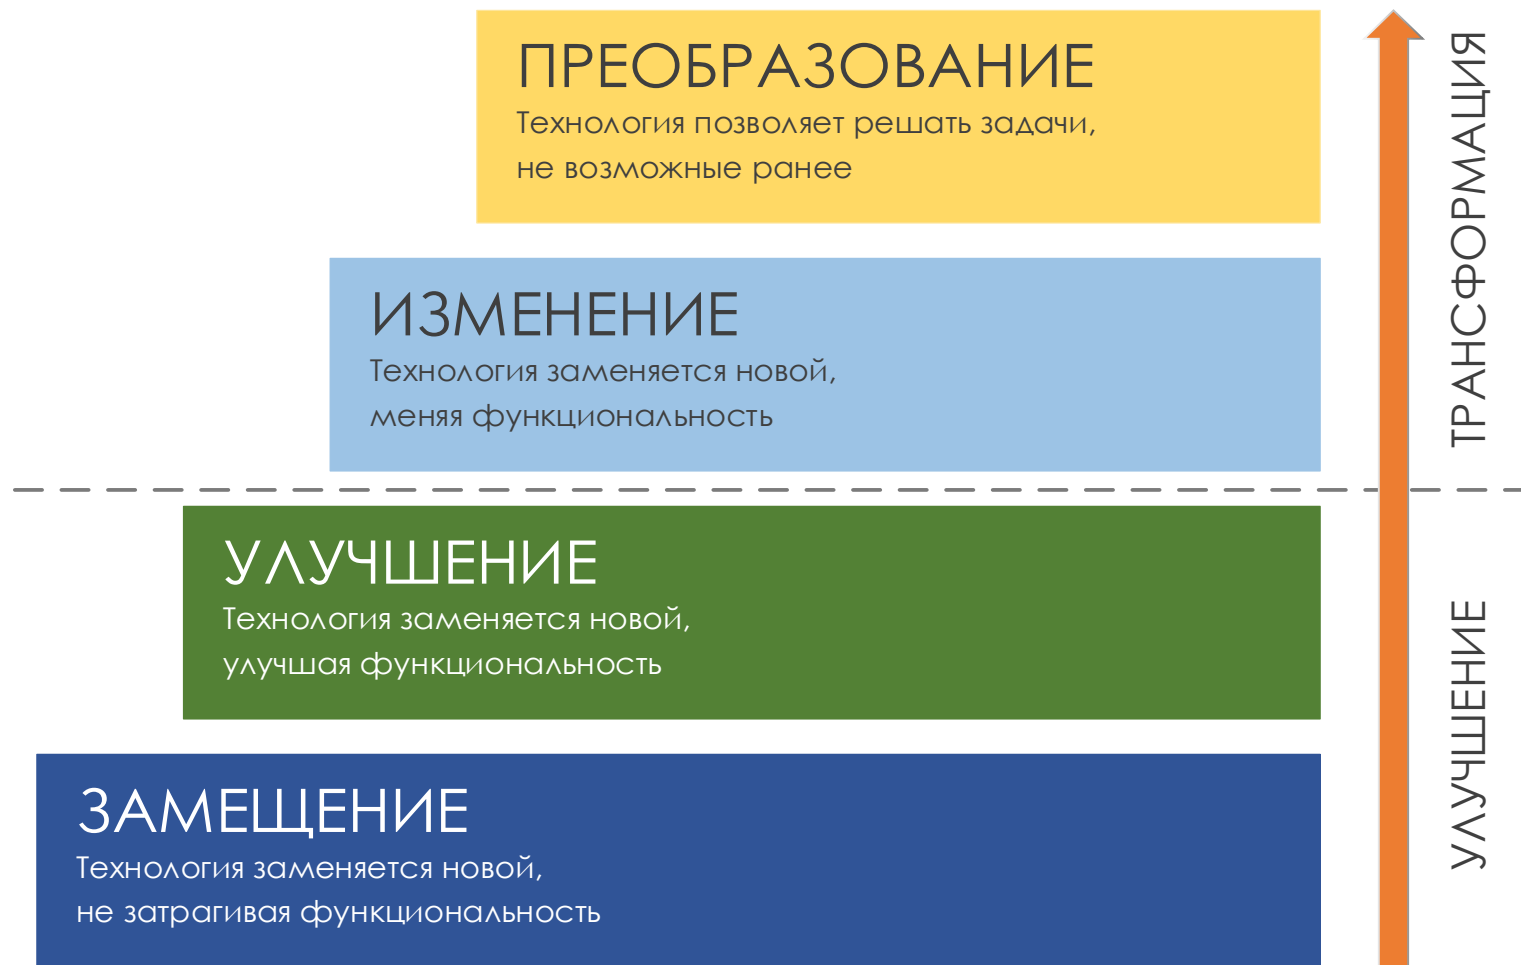 ПРЕОБРАЗОВАНИЕ
Технология позволяет решать задачи,
не возможные ранее
ИЗМЕНЕНИЕ
Технология заменяется новой,
меняя функциональность
ТРАНСФОРМАЦИЯ
УЛУЧШЕНИЕ
Технология заменяется новой,
улучшая функциональность
ЗАМЕЩЕНИЕ
Технология заменяется новой,
не затрагивая функциональность
УЛУЧШЕНИЕ